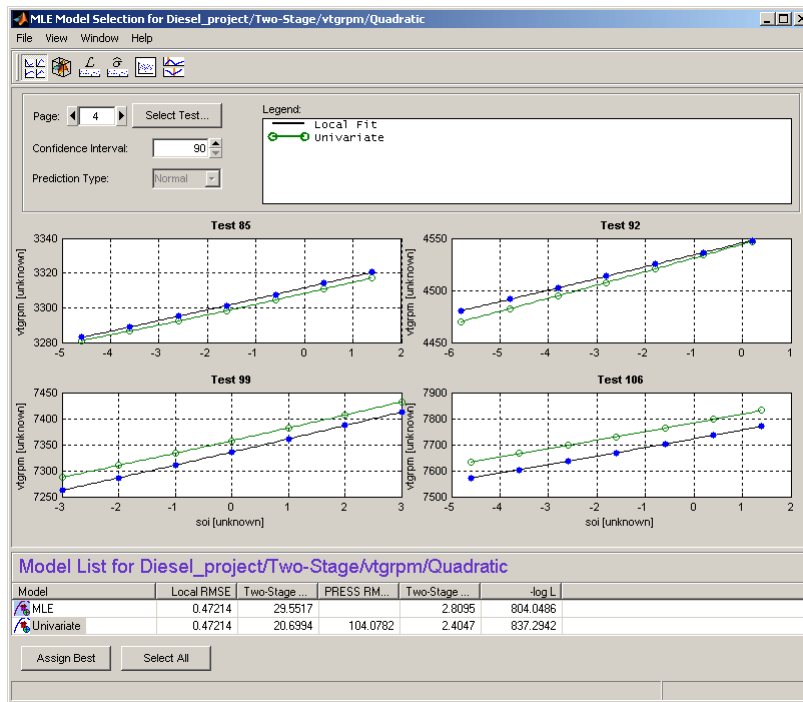 MLE Model Selection for Diesel_project/Two-Stage/vtgrpm/Quadratic
File View Window Help
Page: 4 Select Test...
Confidence Interval: 90
Prediction Type: Normal
Legend:
Local Fit
Univariate
Test 85
vtgrpm [unknown]
3340
3320
3300
3280
-5 -4 -3 -2 -1 0 1 2
Test 92
vtgrpm [unknown]
4550
4500
4450
-6 -5 -4 -3 -2 -1 0 1
Test 99
vtgrpm [unknown]
7450
7400
7350
7300
7250
-3 -2 -1 0 1 2 3
soi [unknown]
Test 106
vtgrpm [unknown]
7900
7800
7700
7600
7500
-5 -4 -3 -2 -1 0 1 2
soi [unknown]
Model List for Diesel_project/Two-Stage/vtgrpm/Quadratic
Model Local RMSE Two-Stage ... PRESS RM... Two-Stage ... -log L
MLE 0.47214 29.5517 2.8095 804.0486
Univariate 0.47214 20.6994 104.0782 2.4047 837.2942
Assign Best Select All